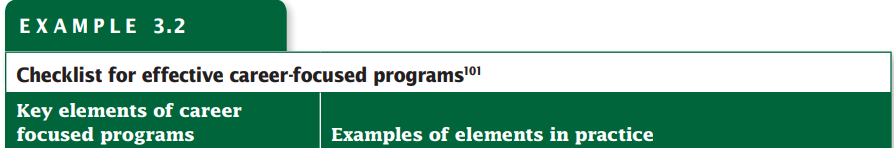 EXAMPLE 3.2
Checklist for effective career-focused programs101
Key elements of career
focused programs
Examples of elements in practice